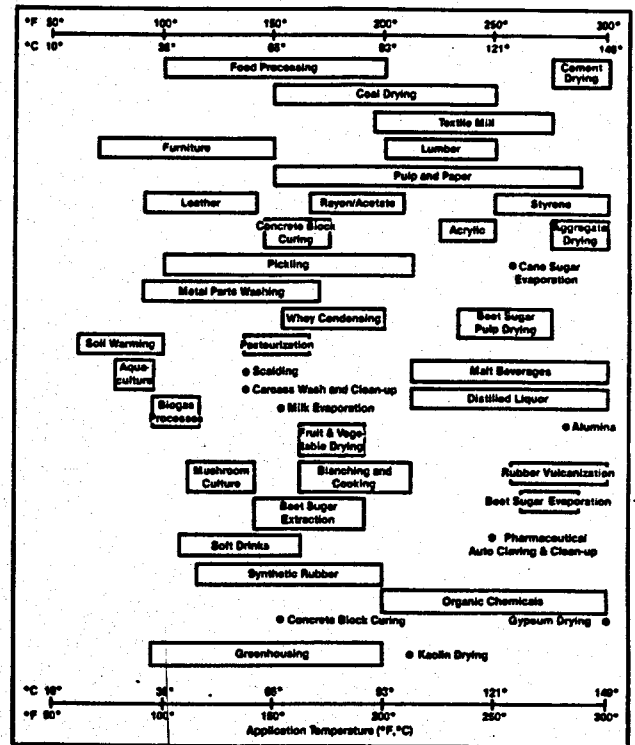 °F 50° 100° 150° 200° 250° 300°
°C 10° 38° 66° 93° 121° 149°
Feed Processing
Cement
Drying
Coal Drying
Textile Mill
Furniture
Lumber
Pulp and Paper
Leather
Rayon/Acetate
Styrene
Concrete Block
Curing
Acrylic
Aggregate
Drying
Pickling
Cane Sugar
Evaporation
Metal Parts Washing
Whey Condensing
Beet Sugar
Pulp Drying
Soil Warming
Pasteurization
Aqua-
culture
Scalding
Malt Beverages
Carcass Wash and Clean-up
Biogas
Processes
Milk Evaporation
Distilled Liquor
Alumina
Fruit & Vege-
table Drying
Mushroom
Culture
Blanching and
Cooking
Rubber Vulcanization
Beet Sugar
Extraction
Beet Sugar Evaporation
Soft Drinks
Pharmaceutical
Auto Claving & Clean-up
Synthetic Rubber
Organic Chemicals
Concrete Block Curing
Gypsum Drying
Greenhousing
Kaolin Drying
°C 10° 38° 66° 93° 121° 149°
°F 50° 100° 150° 200° 250° 300°
Application Temperature (°F,°C)